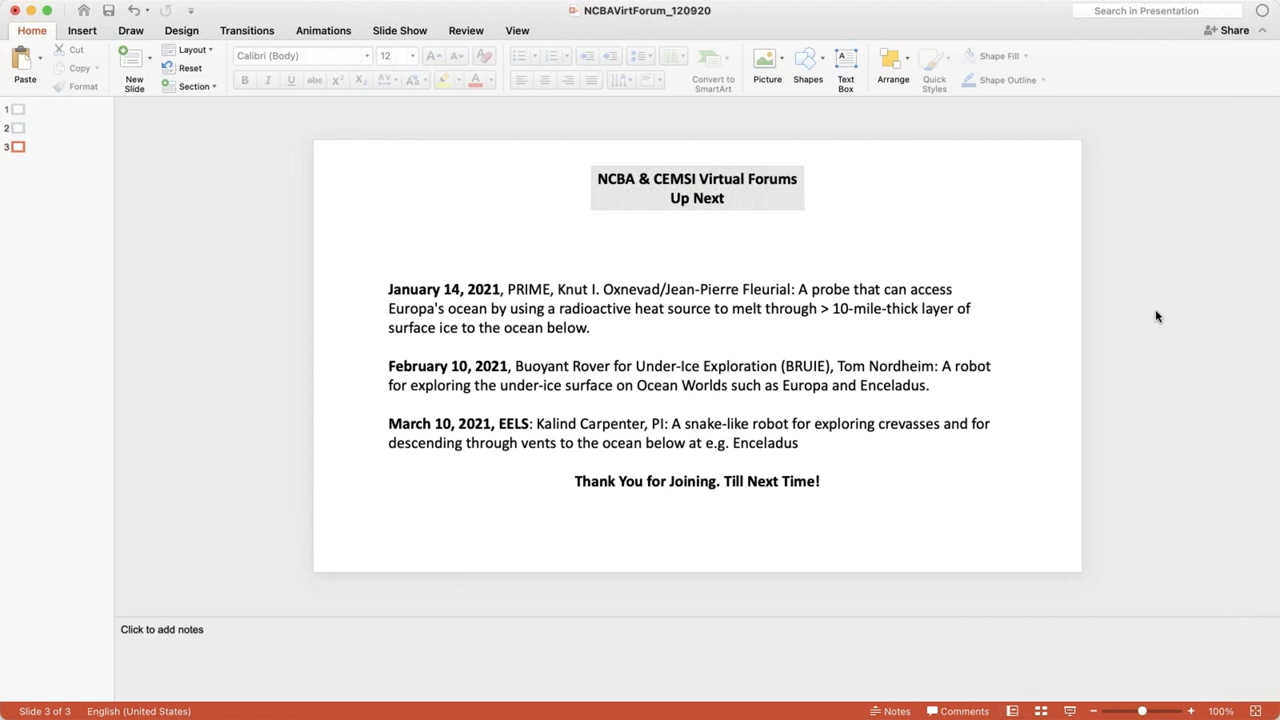 NCBAVirtForum_120920
Search in Presentation
Home Insert Draw Design Transitions Animations Slide Show Review View Share
Paste
Cut
Copy
Format
New Slide
Layout
Reset
Section
Calibri (Body) 12
Convert to SmartArt
Picture
Shapes
Text Box
Arrange
Quick Styles
Shape Fill
Shape Outline
1
2
3
NCBA & CEMSI Virtual Forums
Up Next
January 14, 2021, PRIME, Knut I. Oxnevad/Jean-Pierre Fleurial: A probe that can access
Europa's ocean by using a radioactive heat source to melt through > 10-mile-thick layer of
surface ice to the ocean below.
February 10, 2021, Buoyant Rover for Under-Ice Exploration (BRUIE), Tom Nordheim: A robot
for exploring the under-ice surface on Ocean Worlds such as Europa and Enceladus.
March 10, 2021, EELS: Kalind Carpenter, PI: A snake-like robot for exploring crevasses and for
descending through vents to the ocean below at e.g. Enceladus
Thank You for Joining. Till Next Time!
Click to add notes
Slide 3 of 3 English (United States) Notes Comments 100%